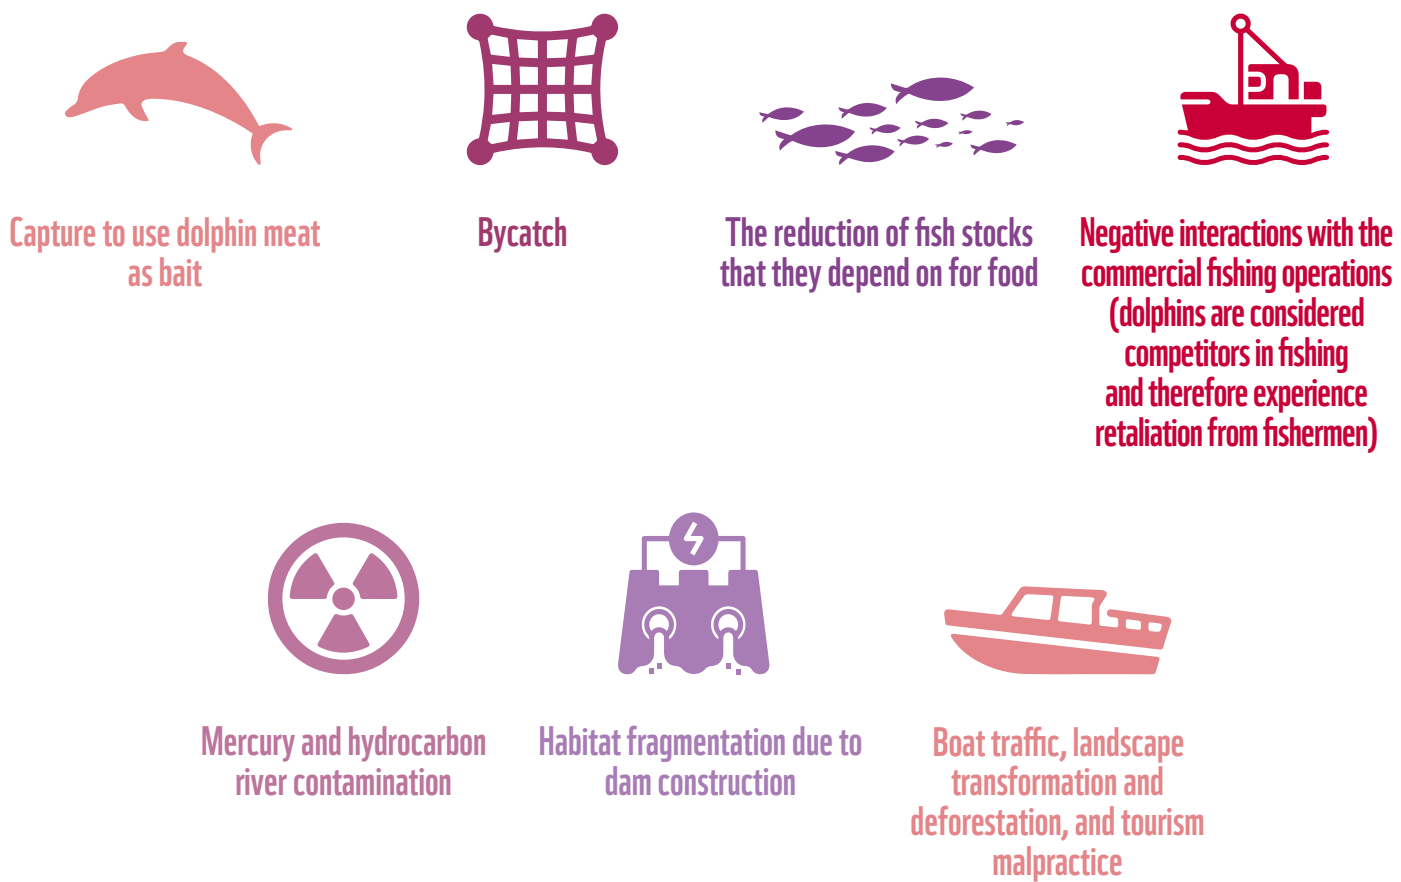 Capture to use dolphin meat
as bait
Bycatch
The reduction of fish stocks
that they depend on for food
Negative interactions with the
commercial fishing operations
(dolphins are considered
competitors in fishing
and therefore experience
retaliation from fishermen)
Mercury and hydrocarbon
river contamination
Habitat fragmentation due to
dam construction
Boat traffic, landscape
transformation and
deforestation, and tourism
malpractice